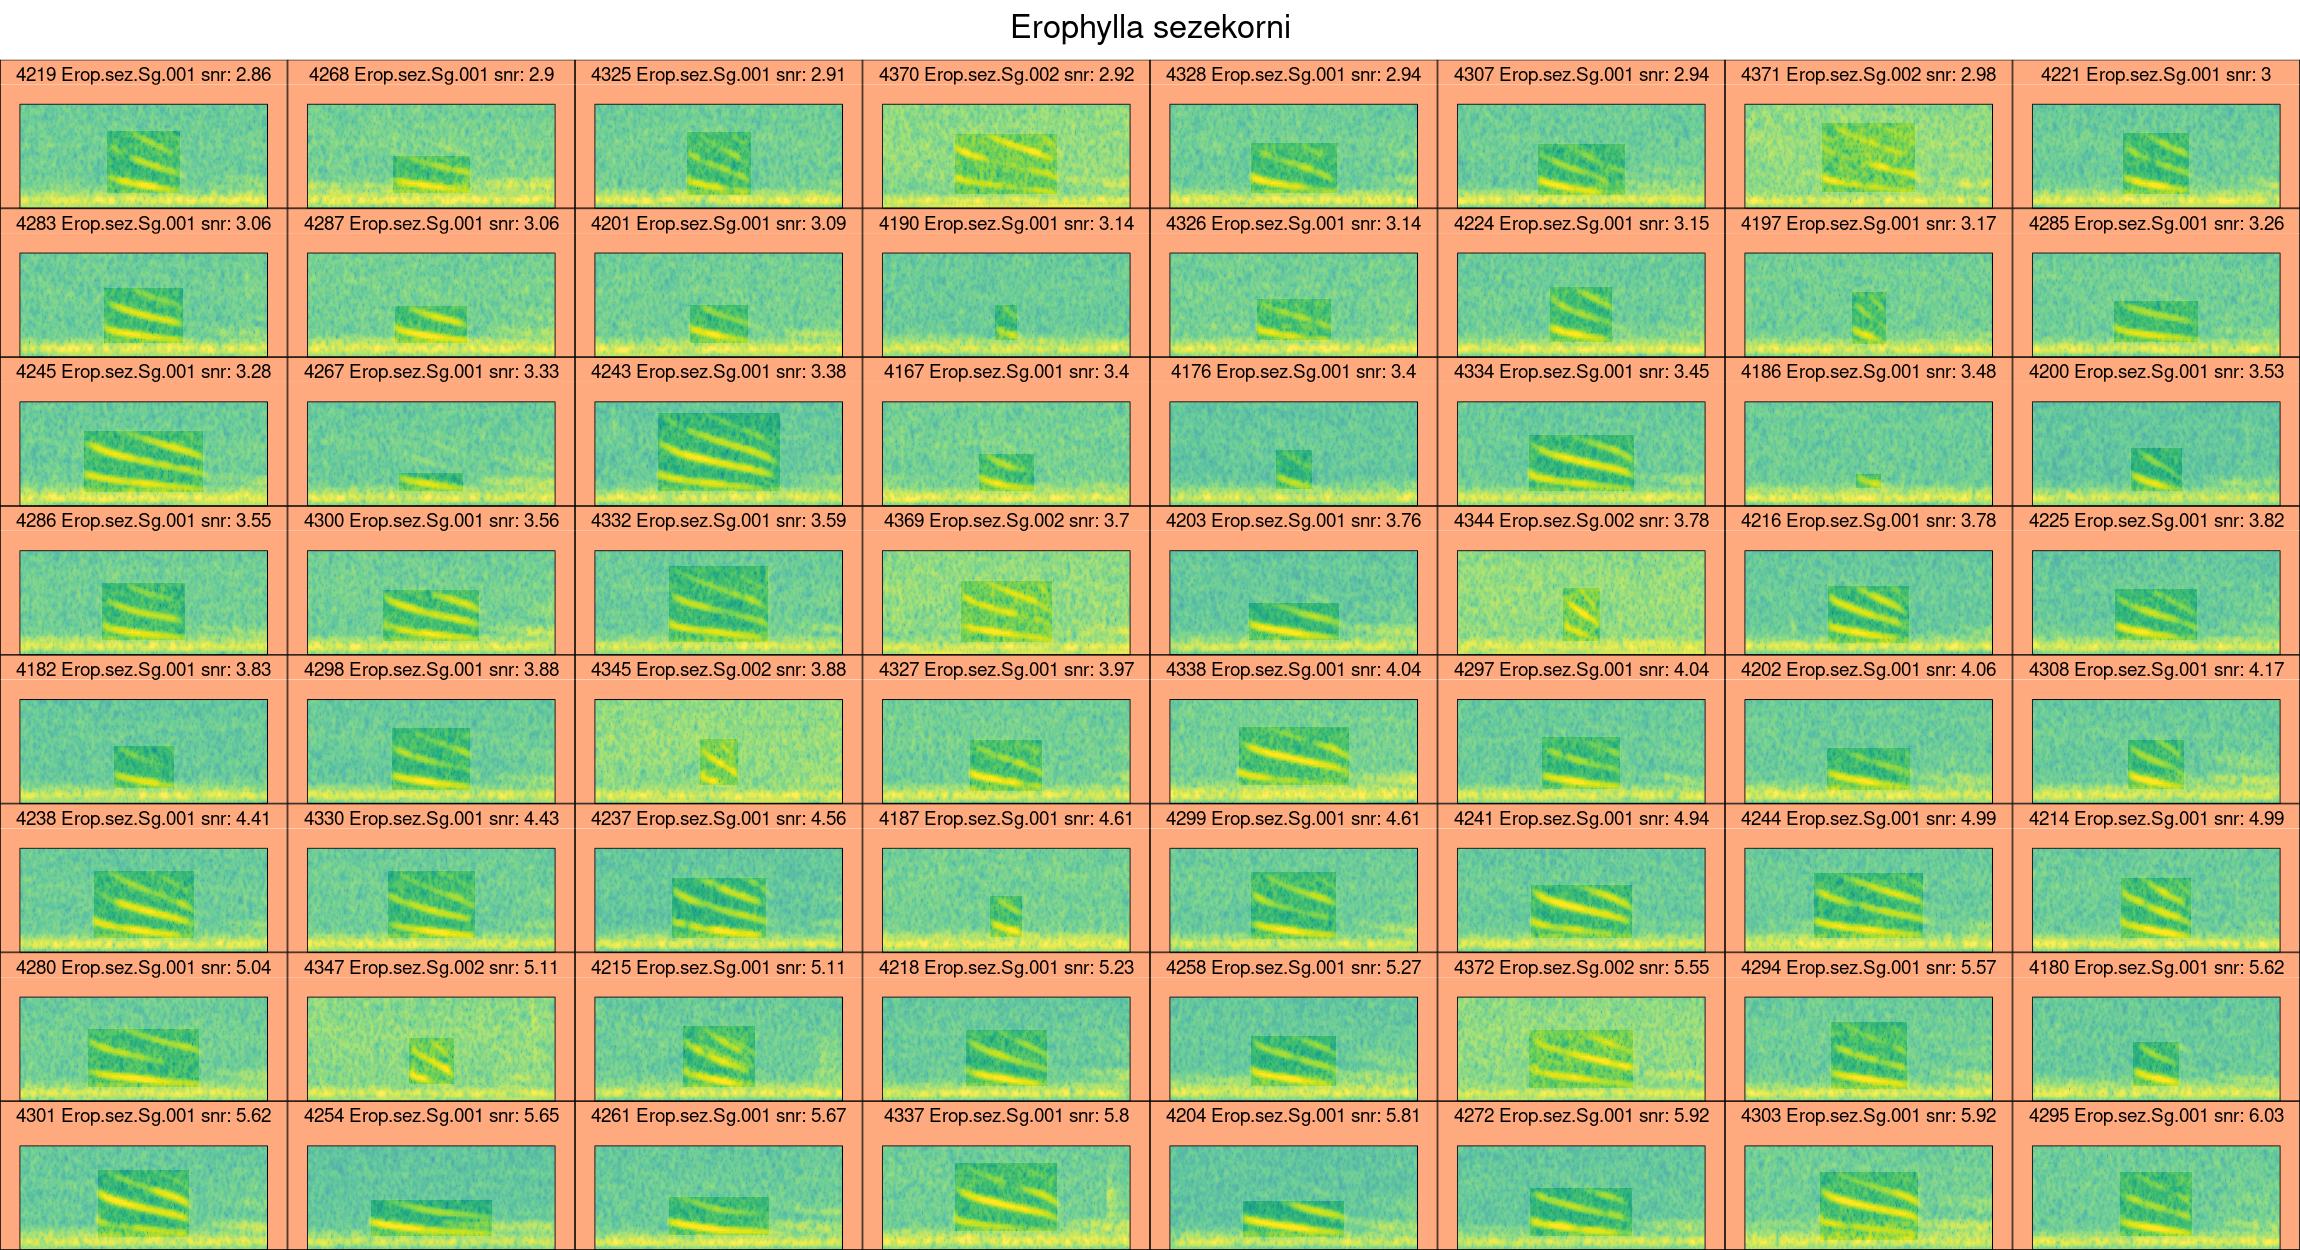 Erophylla sezekorni
4219 Erop.sez.Sg.001 snr: 2.86 4268 Erop.sez.Sg.001 snr: 2.9 4325 Erop.sez.Sg.001 snr: 2.91 4370 Erop.sez.Sg.002 snr: 2.92 4328 Erop.sez.Sg.001 snr: 2.94 4307 Erop.sez.Sg.001 snr: 2.94 4371 Erop.sez.Sg.002 snr: 2.98 4221 Erop.sez.Sg.001 snr: 3
4283 Erop.sez.Sg.001 snr: 3.06 4287 Erop.sez.Sg.001 snr: 3.06 4201 Erop.sez.Sg.001 snr: 3.09 4190 Erop.sez.Sg.001 snr: 3.14 4326 Erop.sez.Sg.001 snr: 3.14 4224 Erop.sez.Sg.001 snr: 3.15 4197 Erop.sez.Sg.001 snr: 3.17 4285 Erop.sez.Sg.001 snr: 3.26
4245 Erop.sez.Sg.001 snr: 3.28 4267 Erop.sez.Sg.001 snr: 3.33 4243 Erop.sez.Sg.001 snr: 3.38 4167 Erop.sez.Sg.001 snr: 3.4 4176 Erop.sez.Sg.001 snr: 3.4 4334 Erop.sez.Sg.001 snr: 3.45 4186 Erop.sez.Sg.001 snr: 3.48 4200 Erop.sez.Sg.001 snr: 3.53
4286 Erop.sez.Sg.001 snr: 3.55 4300 Erop.sez.Sg.001 snr: 3.56 4332 Erop.sez.Sg.001 snr: 3.59 4369 Erop.sez.Sg.002 snr: 3.7 4203 Erop.sez.Sg.001 snr: 3.76 4344 Erop.sez.Sg.002 snr: 3.78 4216 Erop.sez.Sg.001 snr: 3.78 4225 Erop.sez.Sg.001 snr: 3.82
4182 Erop.sez.Sg.001 snr: 3.83 4298 Erop.sez.Sg.001 snr: 3.88 4345 Erop.sez.Sg.002 snr: 3.88 4327 Erop.sez.Sg.001 snr: 3.97 4338 Erop.sez.Sg.001 snr: 4.04 4297 Erop.sez.Sg.001 snr: 4.04 4202 Erop.sez.Sg.001 snr: 4.06 4308 Erop.sez.Sg.001 snr: 4.17
4238 Erop.sez.Sg.001 snr: 4.41 4330 Erop.sez.Sg.001 snr: 4.43 4237 Erop.sez.Sg.001 snr: 4.56 4187 Erop.sez.Sg.001 snr: 4.61 4299 Erop.sez.Sg.001 snr: 4.61 4241 Erop.sez.Sg.001 snr: 4.94 4244 Erop.sez.Sg.001 snr: 4.99 4214 Erop.sez.Sg.001 snr: 4.99
4280 Erop.sez.Sg.001 snr: 5.04 4347 Erop.sez.Sg.002 snr: 5.11 4215 Erop.sez.Sg.001 snr: 5.11 4218 Erop.sez.Sg.001 snr: 5.23 4258 Erop.sez.Sg.001 snr: 5.27 4372 Erop.sez.Sg.002 snr: 5.55 4294 Erop.sez.Sg.001 snr: 5.57 4180 Erop.sez.Sg.001 snr: 5.62
4301 Erop.sez.Sg.001 snr: 5.62 4254 Erop.sez.Sg.001 snr: 5.65 4261 Erop.sez.Sg.001 snr: 5.67 4337 Erop.sez.Sg.001 snr: 5.8 4204 Erop.sez.Sg.001 snr: 5.81 4272 Erop.sez.Sg.001 snr: 5.92 4303 Erop.sez.Sg.001 snr: 5.92 4295 Erop.sez.Sg.001 snr: 6.03